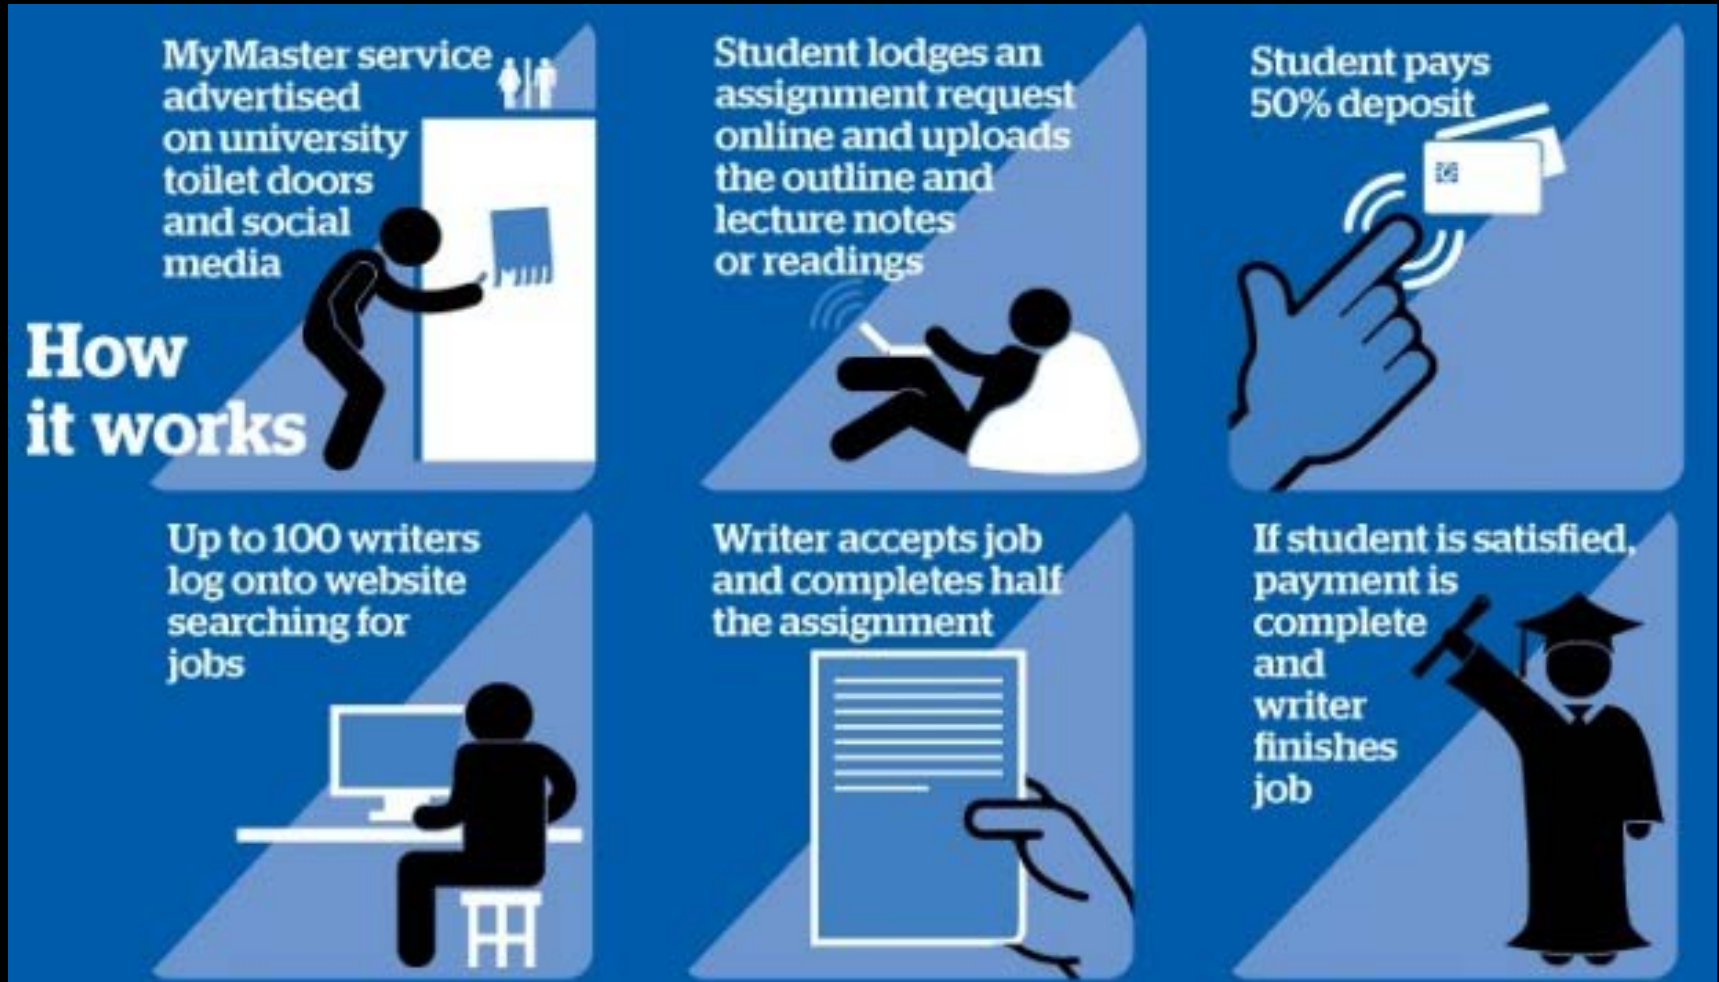 MyMaster service
advertised
on university
toilet doors
and social
media
How
it works
Student lodges an
assignment request
online and uploads
the outline and
lecture notes
or readings
Student pays
50% deposit
Up to 100 writers
log onto website
searching for
jobs
Writer accepts job
and completes half
the assignment
If student is satisfied,
payment is
complete
and
writer
finishes
job